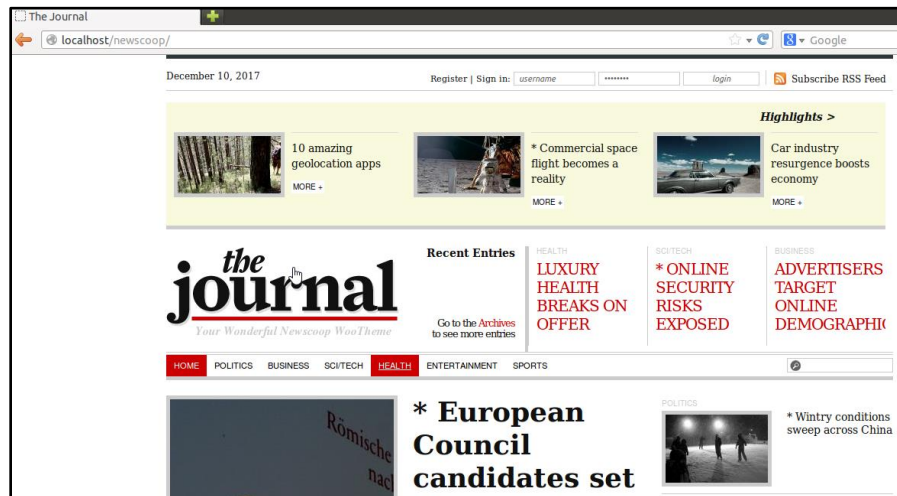 The Journal
localhost/newscoop/
Google
December 10, 2017
Register | Sign in:
username
••••••••
login
Subscribe RSS Feed
Highlights >
10 amazing
geolocation apps
MORE +
* Commercial space
flight becomes a
reality
MORE +
Car industry
resurgence boosts
economy
MORE +
the
journal
Your Wonderful Newscoop WooTheme
Recent Entries
Go to the Archives
to see more entries
HEALTH
LUXURY
HEALTH
BREAKS ON
OFFER
SCI/TECH
* ONLINE
SECURITY
RISKS
EXPOSED
BUSINESS
ADVERTISERS
TARGET
ONLINE
DEMOGRAPHIC
HOME POLITICS BUSINESS SCI/TECH HEALTH ENTERTAINMENT SPORTS
Römische
nach
* European
Council
candidates set
POLITICS
* Wintry conditions
sweep across China